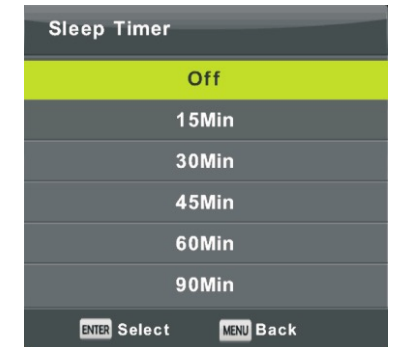 Sleep Timer
Off
15Min
30Min
45Min
60Min
90Min
ENTER Select MENU Back